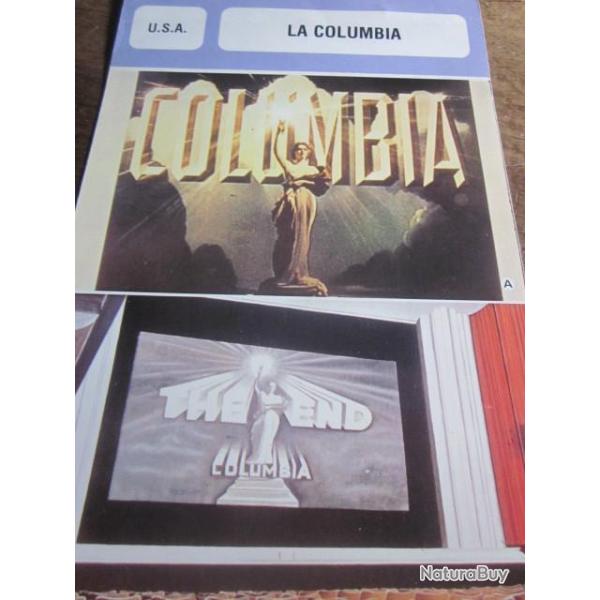 U.S.A.
LA COLUMBIA
COLUMBIA
A
THE END
COLUMBIA
NaturaBuy